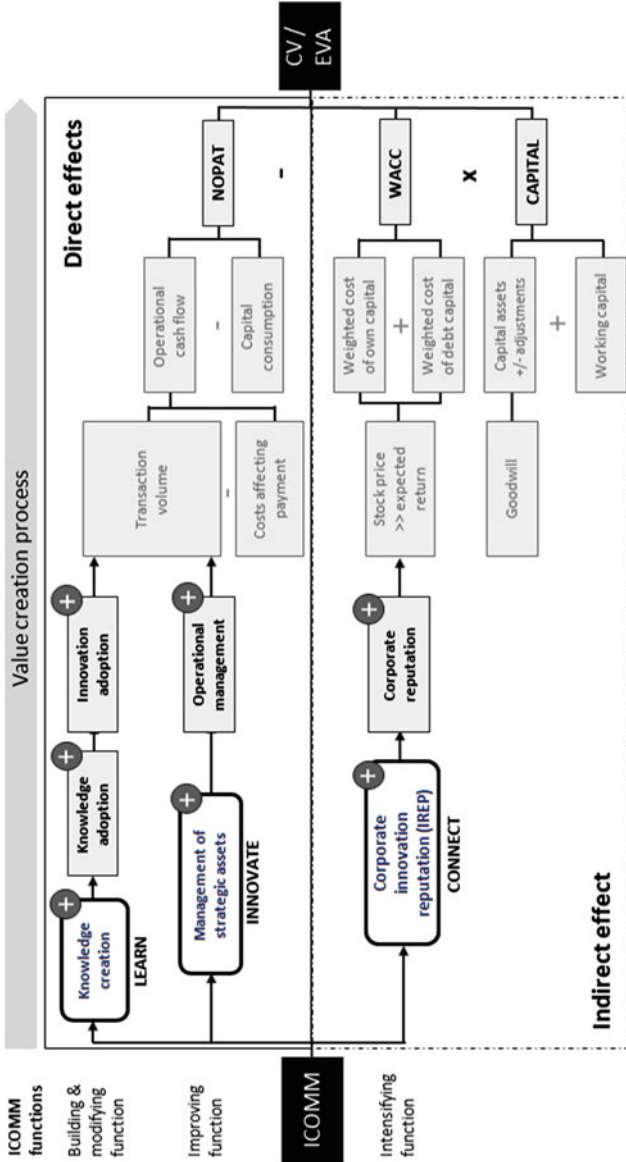 Value creation process
ICOMM
functions
Building &
modifying
function
Improving
function
ICOMM
Intensifying
function
Direct effects
+
Knowledge
creation
LEARN
+
Knowledge
adoption
+
Innovation
adoption
+
Management of
strategic assets
INNOVATE
+
Operational
management
Transaction
volume
-
Costs affecting
payment
Operational
cash flow
-
Capital
consumption
NOPAT
-
CV /
EVA
+
Corporate
innovation
reputation (IREP)
CONNECT
+
Corporate
reputation
Stock price
>> expected
return
Goodwill
Weighted cost
of own capital
+
Weighted cost
of debt capital
Capital assets
+/- adjustments
+
Working capital
WACC
x
CAPITAL
Indirect effect